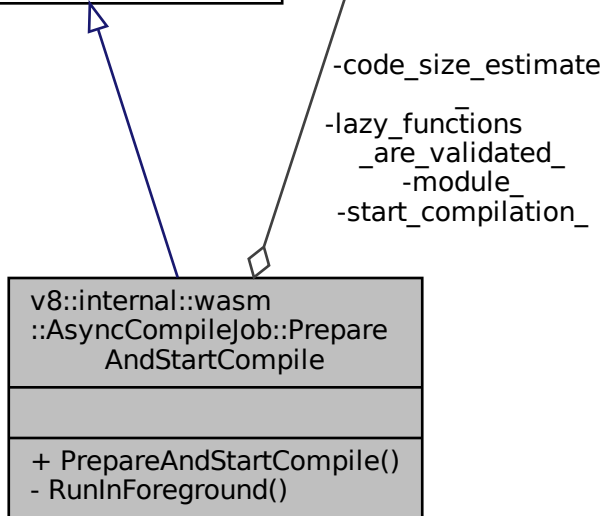 -code_size_estimate
_
-lazy_functions
_are_validated_
-module_
-start_compilation_
v8::internal::wasm
::AsyncCompileJob::Prepare
AndStartCompile
+ PrepareAndStartCompile()
- RunInForeground()